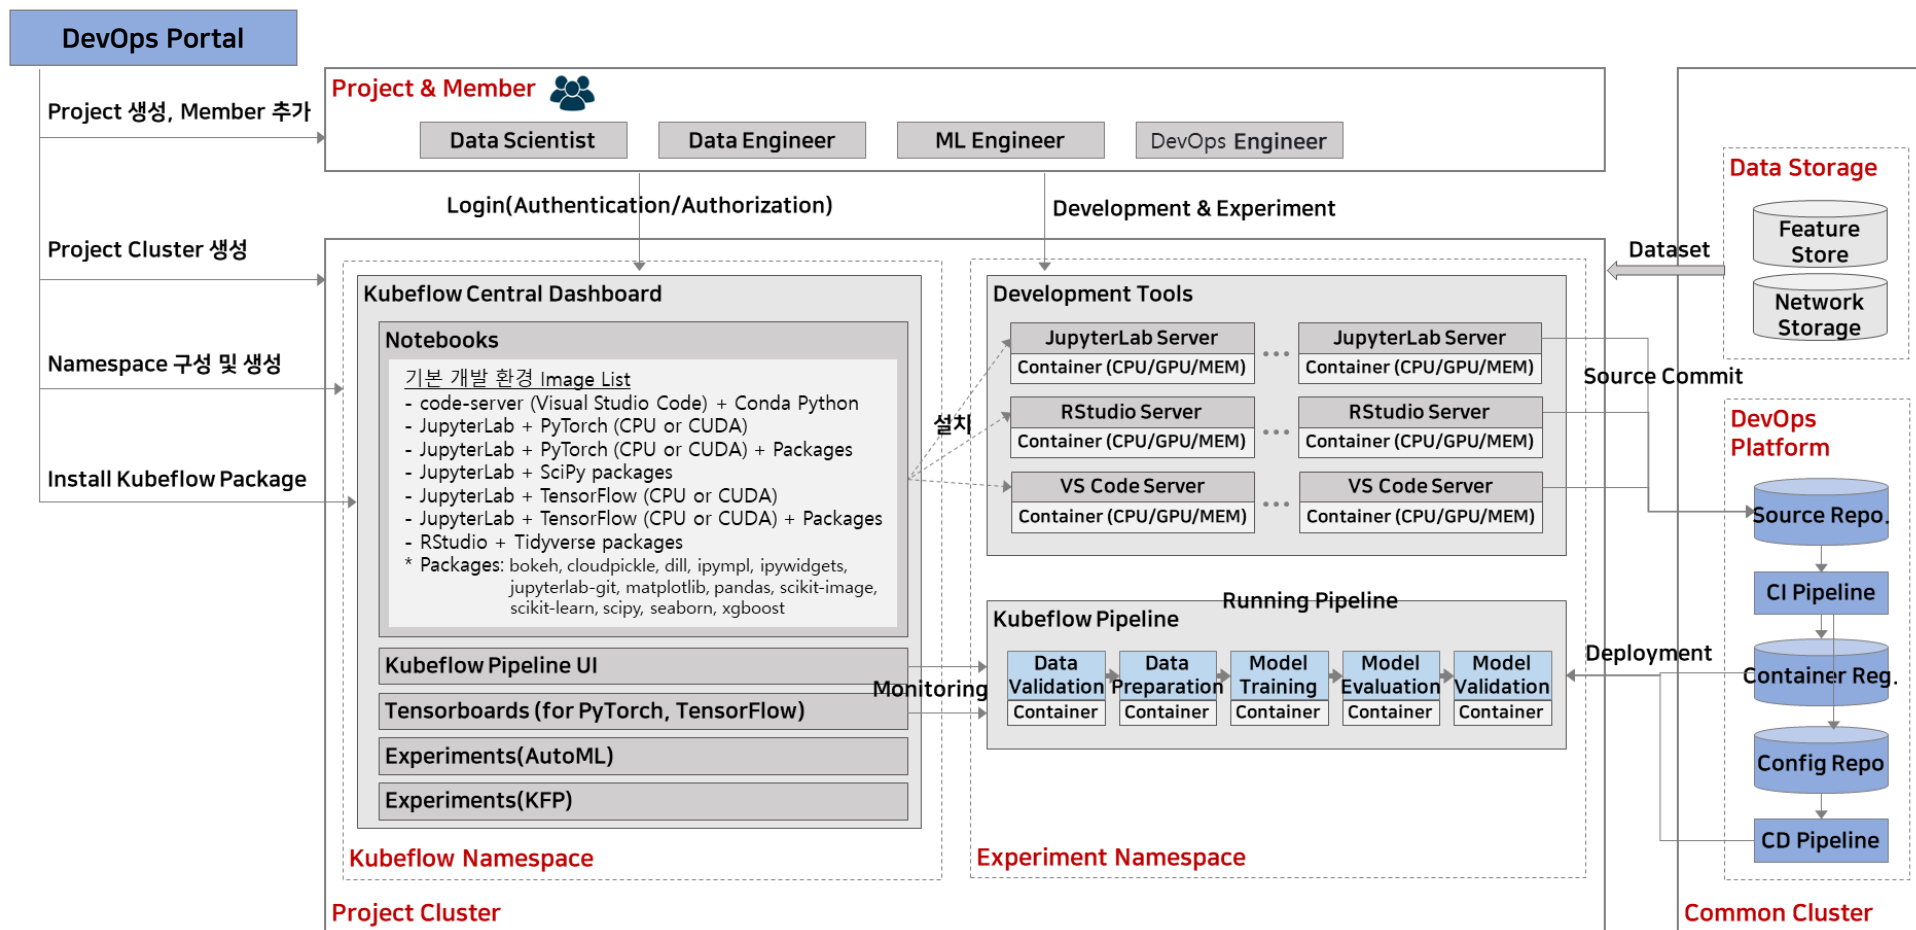 DevOps Portal
Project 생성, Member 추가
Project Cluster 생성
Namespace 구성 및 생성
Install Kubeflow Package
Project & Member
Data Scientist
Data Engineer
ML Engineer
DevOps Engineer
Login(Authentication/Authorization)
Development & Experiment
Kubeflow Central Dashboard
Notebooks
기본 개발 환경 Image List
- code-server (Visual Studio Code) + Conda Python
- JupyterLab + PyTorch (CPU or CUDA)
- JupyterLab + PyTorch (CPU or CUDA) + Packages
- JupyterLab + SciPy packages
- JupyterLab + TensorFlow (CPU or CUDA)
- JupyterLab + TensorFlow (CPU or CUDA) + Packages
- RStudio + Tidyverse packages
* Packages: bokeh, cloudpickle, dill, ipympl, ipywidgets,
jupyterlab-git, matplotlib, pandas, scikit-image,
scikit-learn, scipy, seaborn, xgboost
Kubeflow Pipeline UI
Tensorboards (for PyTorch, TensorFlow)
Experiments(AutoML)
Experiments(KFP)
Kubeflow Namespace
설치
Monitoring
Development Tools
JupyterLab Server
Container (CPU/GPU/MEM)
...
JupyterLab Server
Container (CPU/GPU/MEM)
RStudio Server
Container (CPU/GPU/MEM)
...
RStudio Server
Container (CPU/GPU/MEM)
VS Code Server
Container (CPU/GPU/MEM)
...
VS Code Server
Container (CPU/GPU/MEM)
Running Pipeline
Kubeflow Pipeline
Data
Validation
Container
Data
Preparation
Container
Model
Training
Container
Model
Evaluation
Container
Model
Validation
Container
Experiment Namespace
Project Cluster
Dataset
Source Commit
Deployment
Data Storage
Feature
Store
Network
Storage
DevOps
Platform
Source Repo.
CI Pipeline
Container Reg.
Config Repo
CD Pipeline
Common Cluster